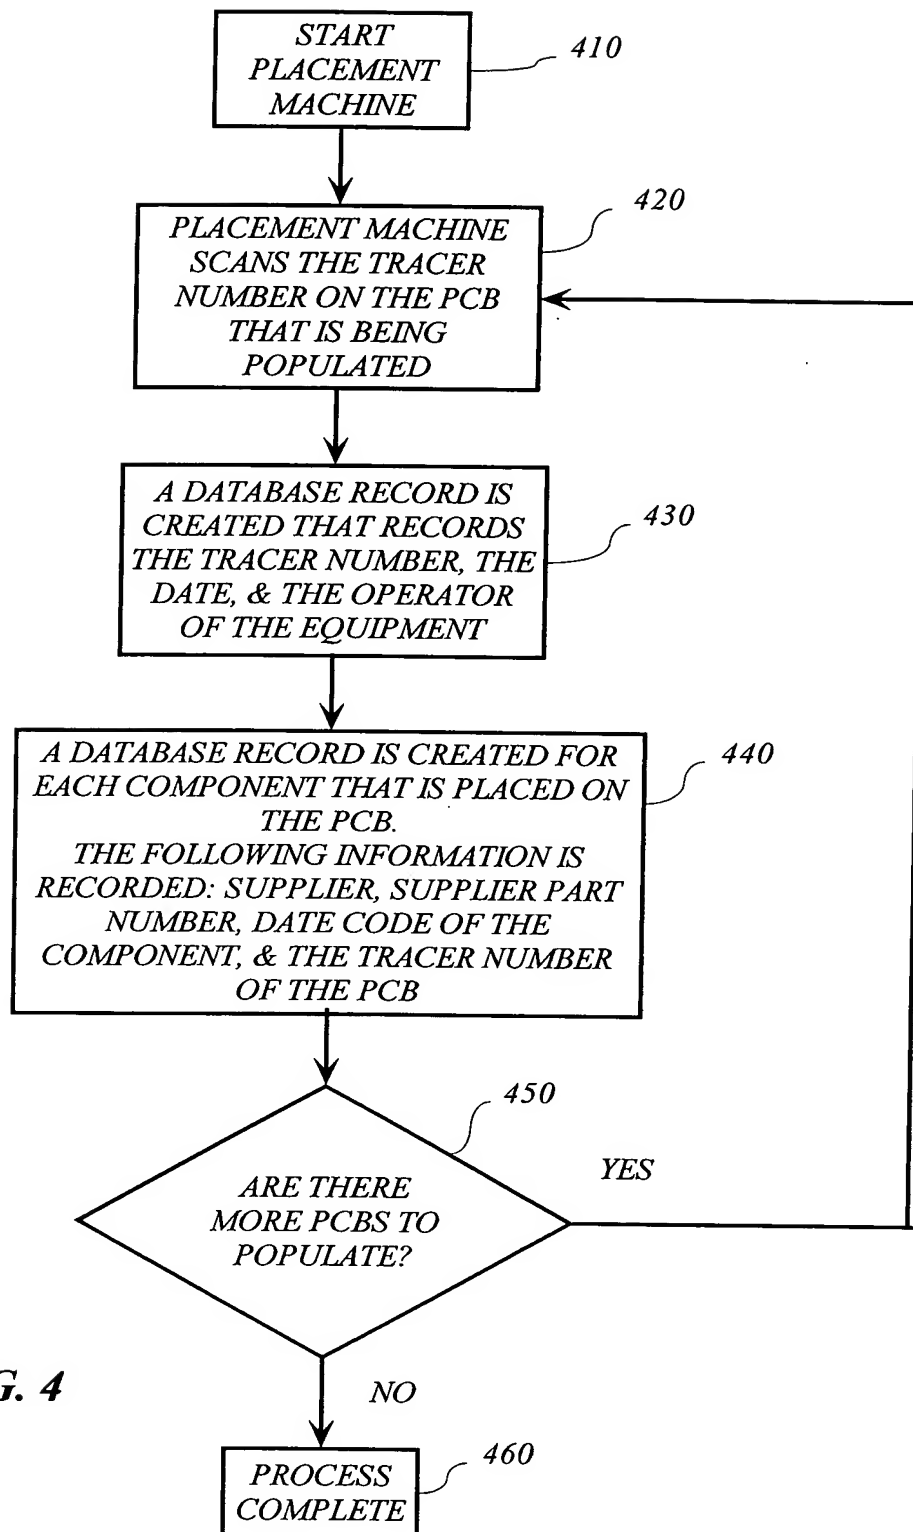 START
PLACEMENT
MACHINE
410
PLACEMENT MACHINE
SCANS THE TRACER
NUMBER ON THE PCB
THAT IS BEING
POPULATED
420
A DATABASE RECORD IS
CREATED THAT RECORDS
THE TRACER NUMBER, THE
DATE, & THE OPERATOR
OF THE EQUIPMENT
430
A DATABASE RECORD IS CREATED FOR
EACH COMPONENT THAT IS PLACED ON
THE PCB.
THE FOLLOWING INFORMATION IS
RECORDED: SUPPLIER, SUPPLIER PART
NUMBER, DATE CODE OF THE
COMPONENT, & THE TRACER NUMBER
OF THE PCB
440
450
ARE THERE
MORE PCBS TO
POPULATE?
YES
G. 4
NO
PROCESS
COMPLETE
460